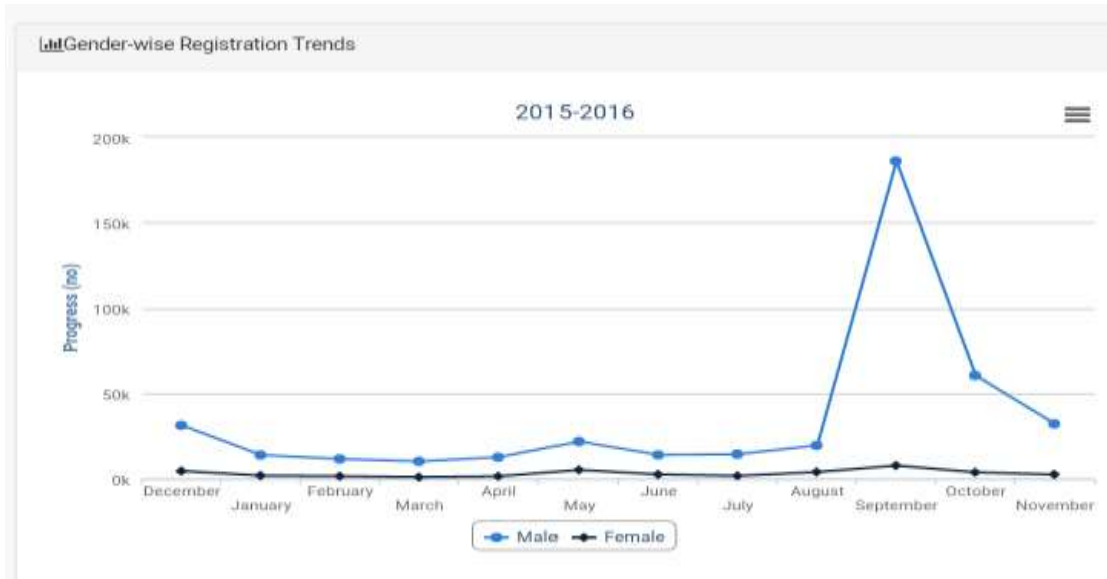 Gender-wise Registration Trends
2015-2016
200k
150k
100k
50k
0k
Progress (no)
December
January
February
March
April
May
June
July
August
September
October
November
Male
Female